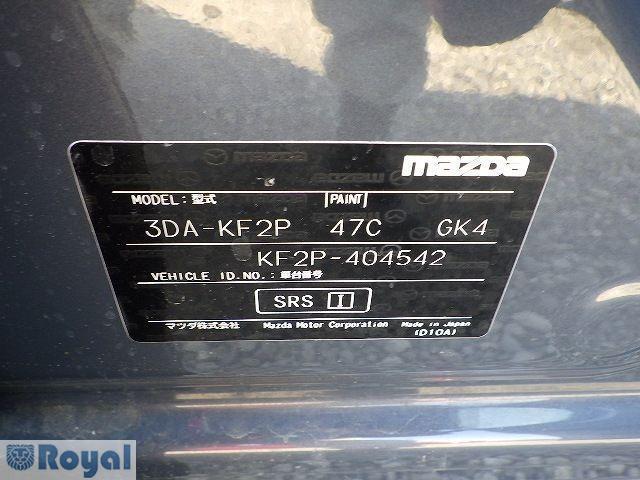 mazda
MODEL:型式 PAINT
3DA-KF2P 47C GK4
KF2P-404542
VEHICLE ID.NO.:車台番号
SRS I
マツダ株式会社 Mazda Motor Corporation Made in Japan
(D10A)
Royal